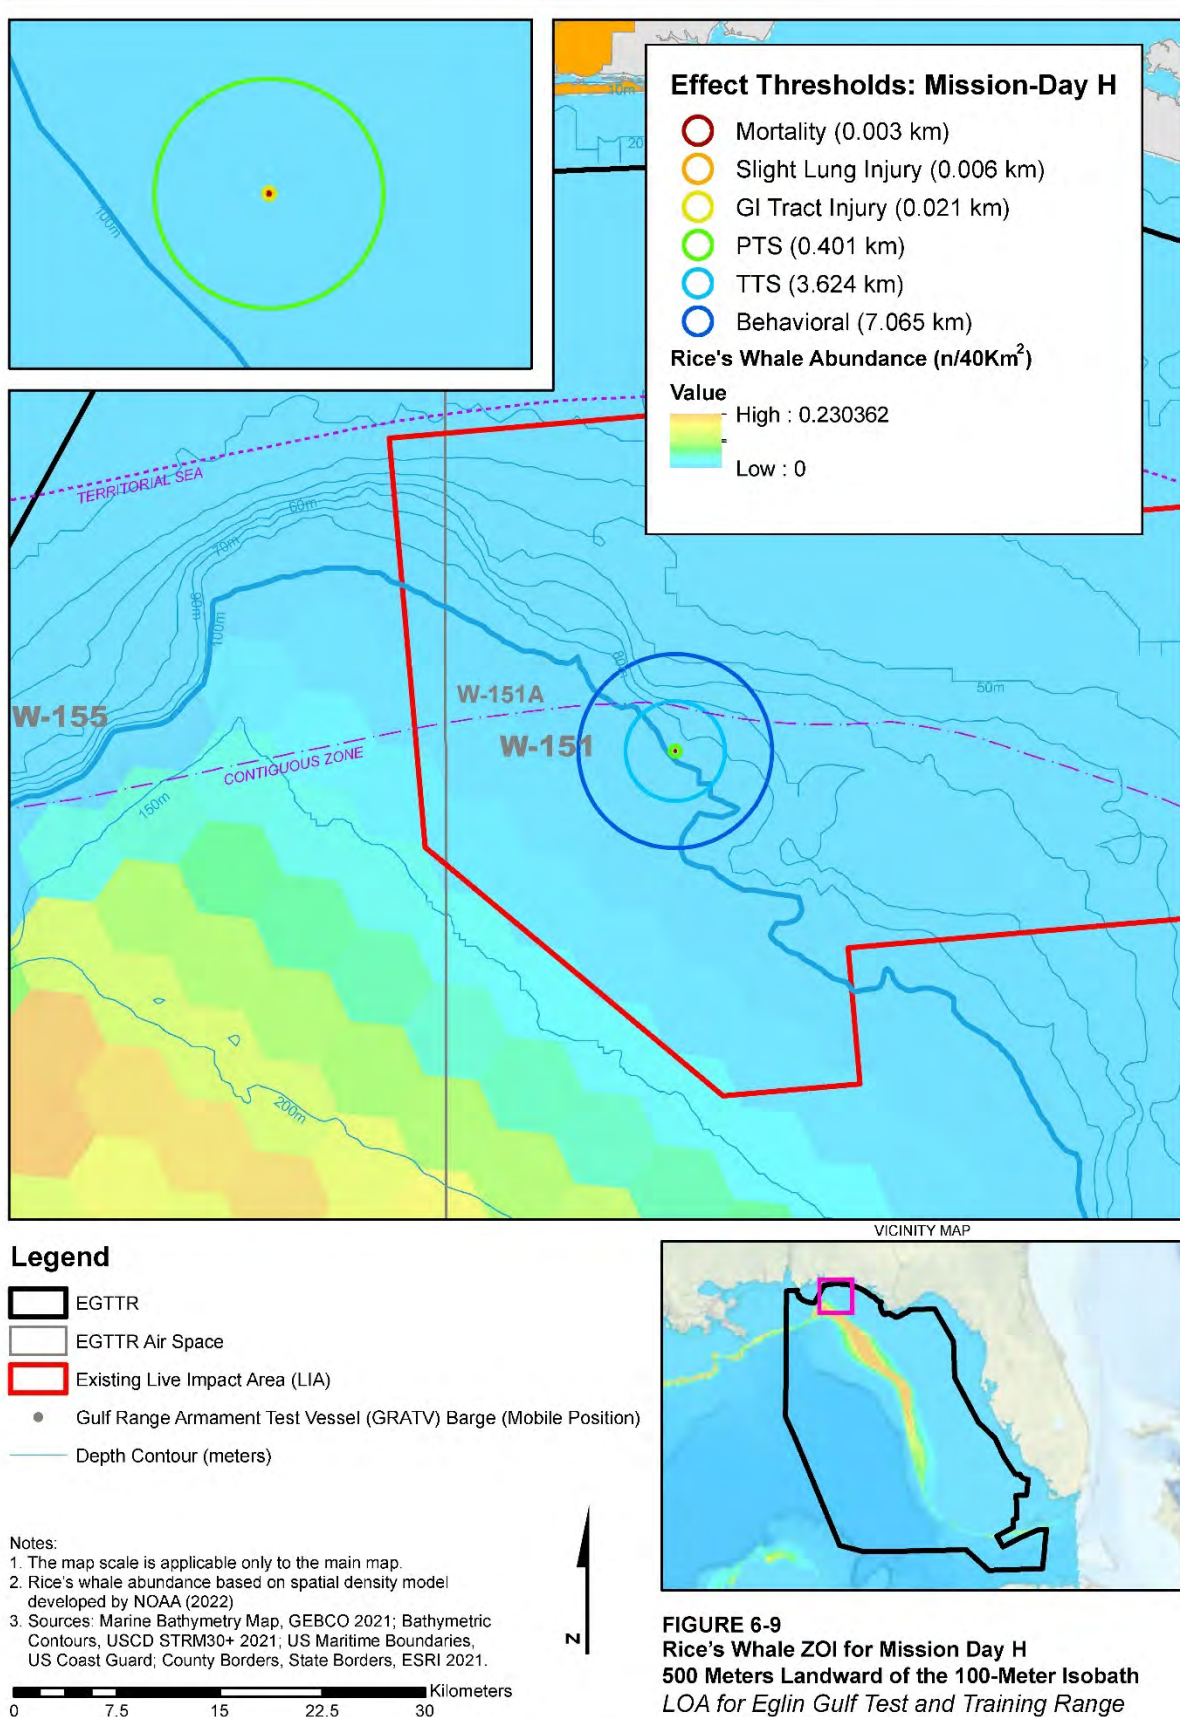 100m
10m
20
Effect Thresholds: Mission-Day H
Mortality (0.003 km)
Slight Lung Injury (0.006 km)
GI Tract Injury (0.021 km)
PTS (0.401 km)
TTS (3.624 km)
Behavioral (7.065 km)
Rice's Whale Abundance (n/40Km²)
Value
High : 0.230362
Low : 0
TERRITORIAL SEA
60m
70m
90m
100m
80m
50m
W-151A
W-155
W-151
CONTIGUOUS ZONE
150m
200m
VICINITY MAP
Legend
EGTTR
EGTTR Air Space
Existing Live Impact Area (LIA)
Gulf Range Armament Test Vessel (GRATV) Barge (Mobile Position)
Depth Contour (meters)
Notes:
1. The map scale is applicable only to the main map.
2. Rice's whale abundance based on spatial density model
developed by NOAA (2022)
3. Sources: Marine Bathymetry Map, GEBCO 2021; Bathymetric
Contours, USCD STRM30+ 2021; US Maritime Boundaries,
US Coast Guard; County Borders, State Borders, ESRI 2021.
N
Kilometers
0 7.5 15 22.5 30
FIGURE 6-9
Rice's Whale ZOI for Mission Day H
500 Meters Landward of the 100-Meter Isobath
LOA for Eglin Gulf Test and Training Range